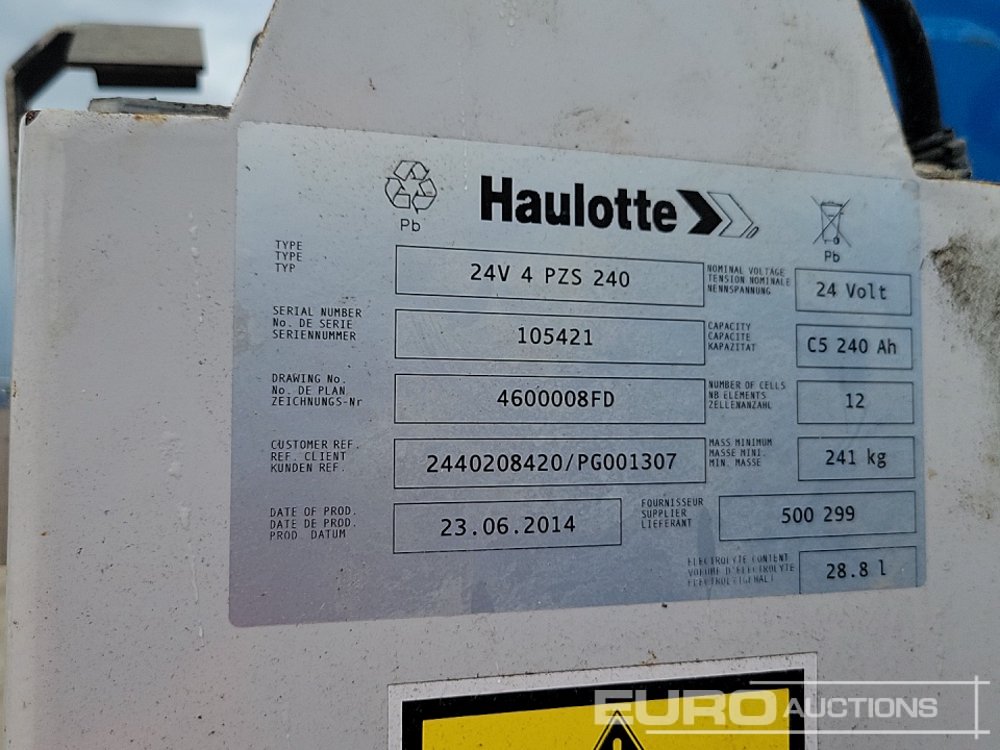 Pb
Haulotte
Pb
TYPE
TYPE
TYP
24V 4 PZS 240
NOMINAL VOLTAGE
TENSION NOMINALE
NENNSPANNUNG
24 Volt
SERIAL NUMBER
No. DE SERIE
SERIENNUMMER
105421
CAPACITY
CAPACITE
KAPAZITAT
C5 240 Ah
DRAWING No.
No. DE PLAN
ZEICHNUNGS-Nr
4600008FD
NUMBER OF CELLS
NB ELEMENTS
ZELLENANZAHL
12
CUSTOMER REF.
REF. CLIENT
KUNDEN REF.
2440208420/PG001307
MASS MINIMUM
MASSE MINI.
MIN. MASSE
241 kg
DATE OF PROD.
DATE DE PROD.
PROD DATUM
23.06.2014
FOURNISSEUR
SUPPLIER
LIEFERANT
500 299
ELECTROLYTE CONTENT
VOLUME D'ELECTROLYTE
ELECTROLYTGEHALT
28.8 l
EURO AUCTIONS